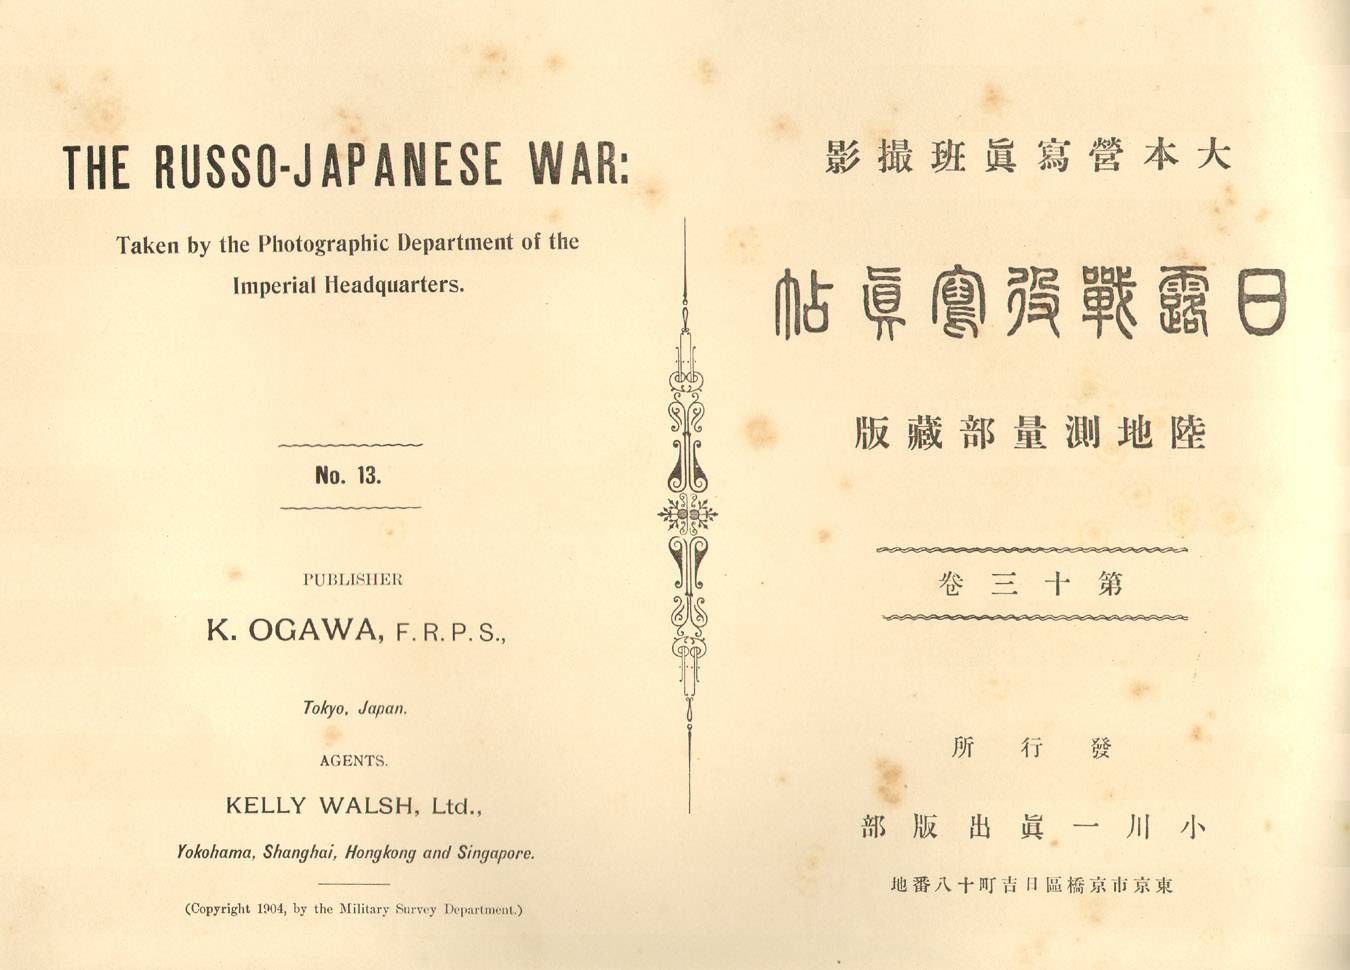 THE RUSSO-JAPANESE WAR:
Taken by the Photographic Department of the
Imperial Headquarters.
No. 13.
PUBLISHER
K. OGAWA, F. R. P. S.,
Tokyo, Japan.
AGENTS.
KELLY WALSH, Ltd.,
Yokohama, Shanghai, Hongkong and Singapore.
(Copyright 1904, by the Military Survey Department.)
大本營寫眞班撮影
日露戰役寫眞帖
陸地測量部藏版
第十三卷
發行所
小川一眞出版部
東京市京橋區日吉町十八番地